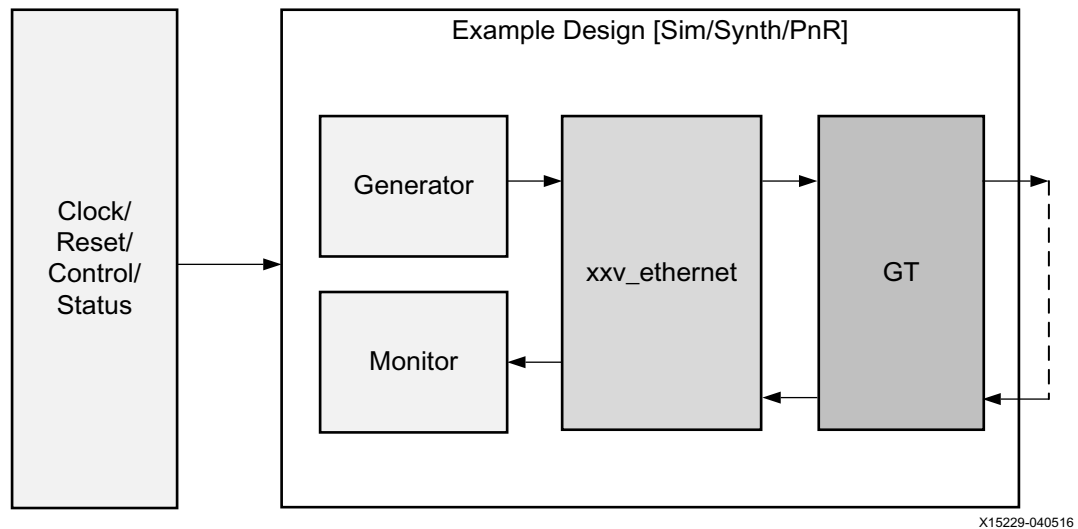 Example Design [Sim/Synth/PnR]
Clock/
Reset/
Control/
Status
Generator
Monitor
xxv_ethernet
GT
X15229-040516